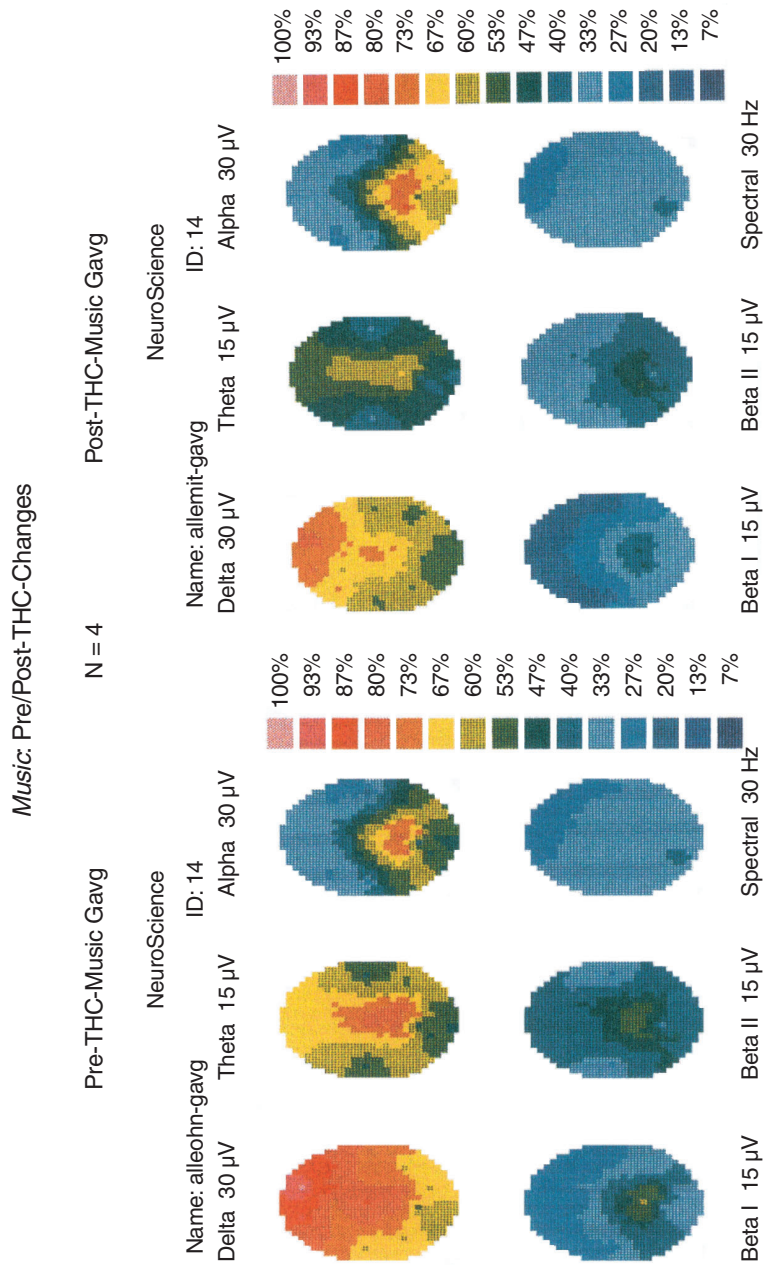 Music: Pre/Post-THC-Changes
Pre-THC-Music Gavg
N = 4
Post-THC-Music Gavg
NeuroScience
Name: alleohn-gavg
ID: 14
Delta 30 µV
Theta 15 µV
Alpha 30 µV
100%
93%
87%
80%
73%
67%
60%
53%
47%
40%
33%
27%
20%
13%
7%
Beta I 15 µV
Beta II 15 µV
Spectral 30 Hz
NeuroScience
Name: allemit-gavg
ID: 14
Delta 30 µV
Theta 15 µV
Alpha 30 µV
100%
93%
87%
80%
73%
67%
60%
53%
47%
40%
33%
27%
20%
13%
7%
Beta I 15 µV
Beta II 15 µV
Spectral 30 Hz